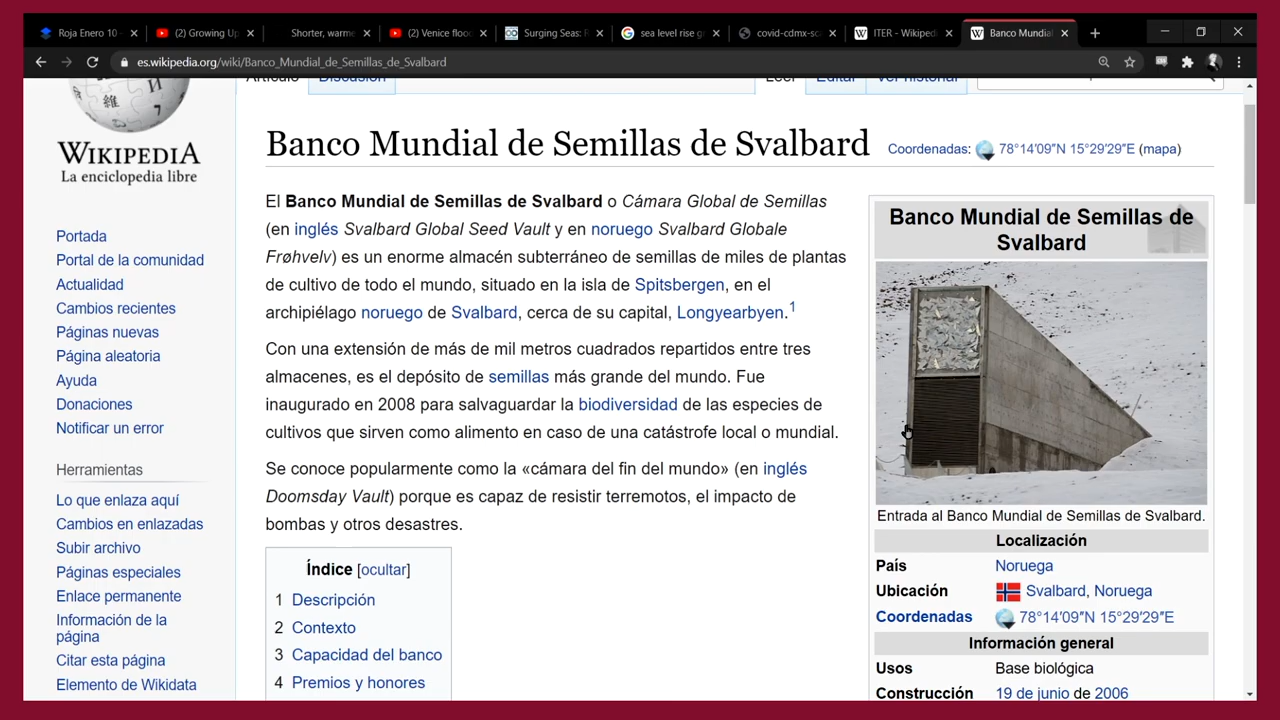 Roja Enero 10 -
(2) Growing Up
Shorter, warme
(2) Venice floo
Surging Seas: R
sea level rise g
covid-cdmx-sc
ITER - Wikiped
Banco Mundial
es.wikipedia.org/wiki/Banco_Mundial_de_Semillas_de_Svalbard
Artículo Discusión Leer Editar Ver historial
WIKIPEDIA
La enciclopedia libre
Portada
Portal de la comunidad
Actualidad
Cambios recientes
Páginas nuevas
Página aleatoria
Ayuda
Donaciones
Notificar un error
Herramientas
Lo que enlaza aquí
Cambios en enlazadas
Subir archivo
Páginas especiales
Enlace permanente
Información de la
página
Citar esta página
Elemento de Wikidata
Banco Mundial de Semillas de Svalbard
Coordenadas: 78°14′09″N 15°29′29″E (mapa)
El Banco Mundial de Semillas de Svalbard o Cámara Global de Semillas
(en inglés Svalbard Global Seed Vault y en noruego Svalbard Globale
Frøhvelv) es un enorme almacén subterráneo de semillas de miles de plantas
de cultivo de todo el mundo, situado en la isla de Spitsbergen, en el
archipiélago noruego de Svalbard, cerca de su capital, Longyearbyen.1
Con una extensión de más de mil metros cuadrados repartidos entre tres
almacenes, es el depósito de semillas más grande del mundo. Fue
inaugurado en 2008 para salvaguardar la biodiversidad de las especies de
cultivos que sirven como alimento en caso de una catástrofe local o mundial.
Se conoce popularmente como la «cámara del fin del mundo» (en inglés
Doomsday Vault) porque es capaz de resistir terremotos, el impacto de
bombas y otros desastres.
Índice [ocultar]
1 Descripción
2 Contexto
3 Capacidad del banco
4 Premios y honores
Banco Mundial de Semillas de
Svalbard
Entrada al Banco Mundial de Semillas de Svalbard.
Localización
País Noruega
Ubicación Svalbard, Noruega
Coordenadas 78°14′09″N 15°29′29″E
Información general
Usos Base biológica
Construcción 19 de junio de 2006